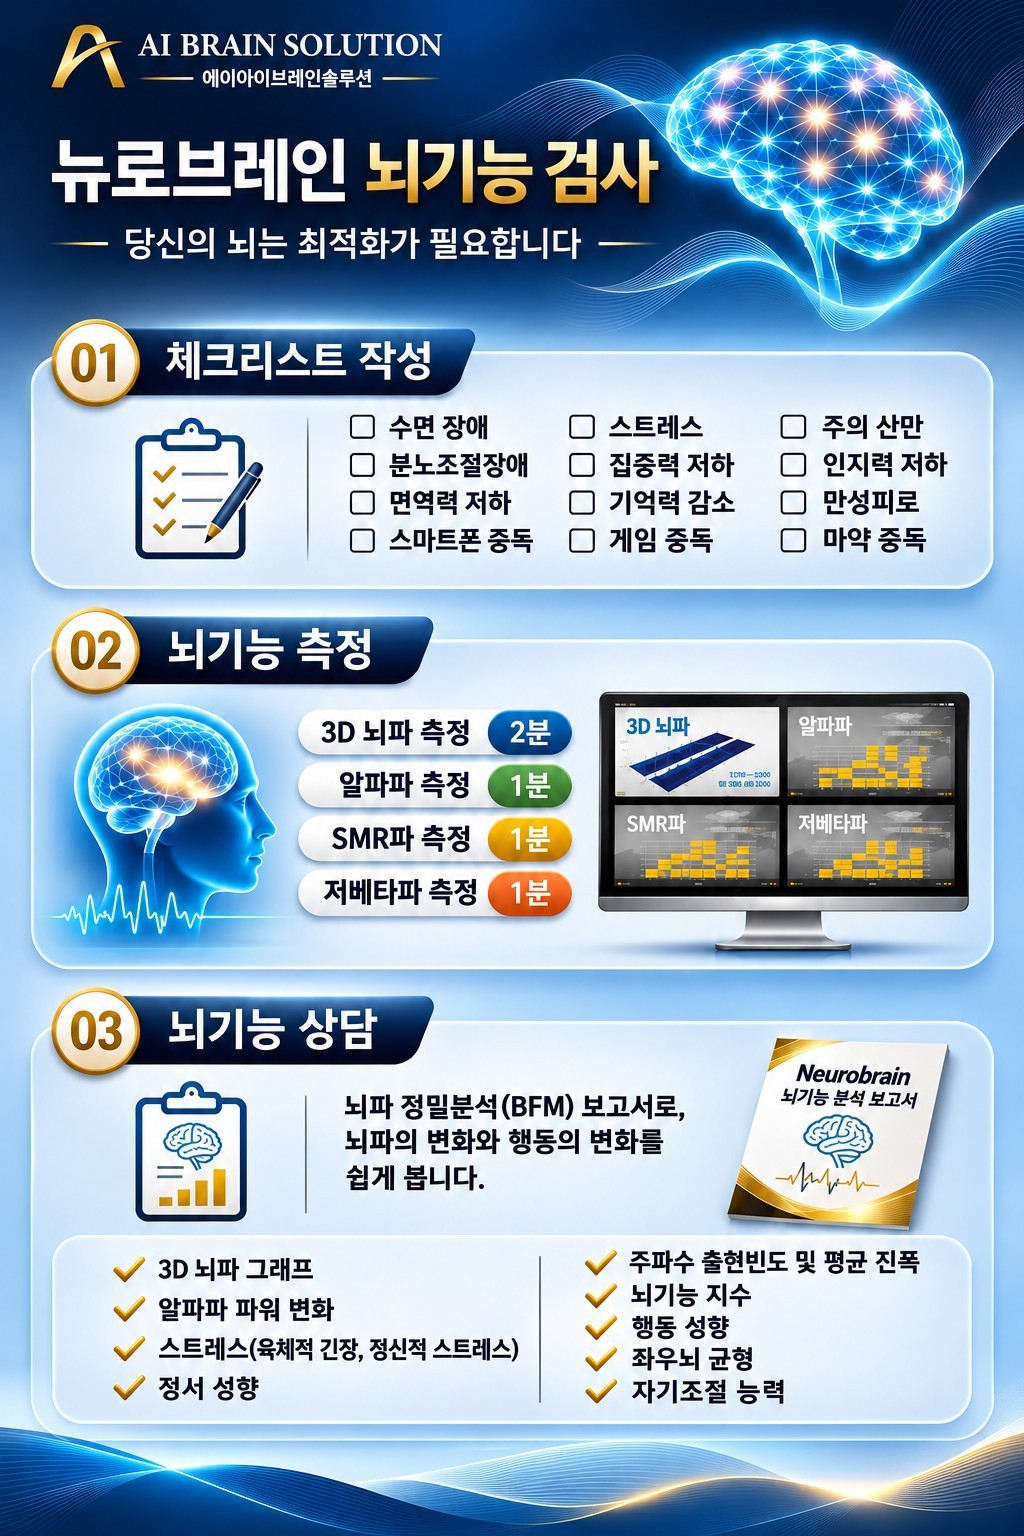 AI BRAIN SOLUTION
에이아이브레인솔루션
뉴로브레인 뇌기능 검사
당신의 뇌는 최적화가 필요합니다
01 체크리스트 작성
수면 장애
스트레스
주의 산만
분노조절장애
집중력 저하
인지력 저하
면역력 저하
기억력 감소
만성피로
스마트폰 중독
게임 중독
마약 중독
02 뇌기능 측정
3D 뇌파 측정 2분
알파파 측정 1분
SMR파 측정 1분
저베타파 측정 1분
3D 뇌파
알파파
SMR파
저베타파
03 뇌기능 상담
뇌파 정밀분석(BFM) 보고서로,
뇌파의 변화와 행동의 변화를
쉽게 봅니다.
Neurobrain
뇌기능 분석 보고서
3D 뇌파 그래프
알파파 파워 변화
스트레스(육체적 긴장, 정신적 스트레스)
정서 성향
주파수 출현빈도 및 평균 진폭
뇌기능 지수
행동 성향
좌우뇌 균형
자기조절 능력